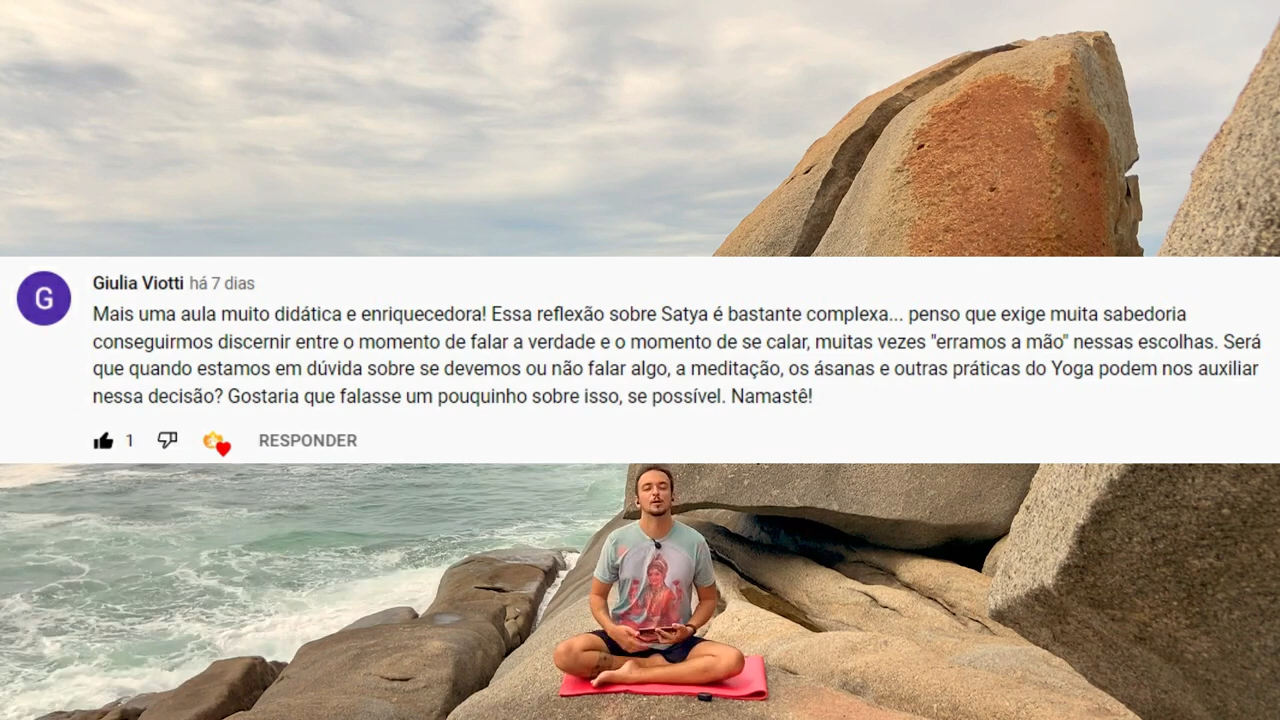 G
Giulia Viotti há 7 dias
Mais uma aula muito didática e enriquecedora! Essa reflexão sobre Satya é bastante complexa... penso que exige muita sabedoria
conseguirmos discernir entre o momento de falar a verdade e o momento de se calar, muitas vezes "erramos a mão" nessas escolhas. Será
que quando estamos em dúvida sobre se devemos ou não falar algo, a meditação, os ásanas e outras práticas do Yoga podem nos auxiliar
nessa decisão? Gostaria que falasse um pouquinho sobre isso, se possível. Namastê!
1 RESPONDER